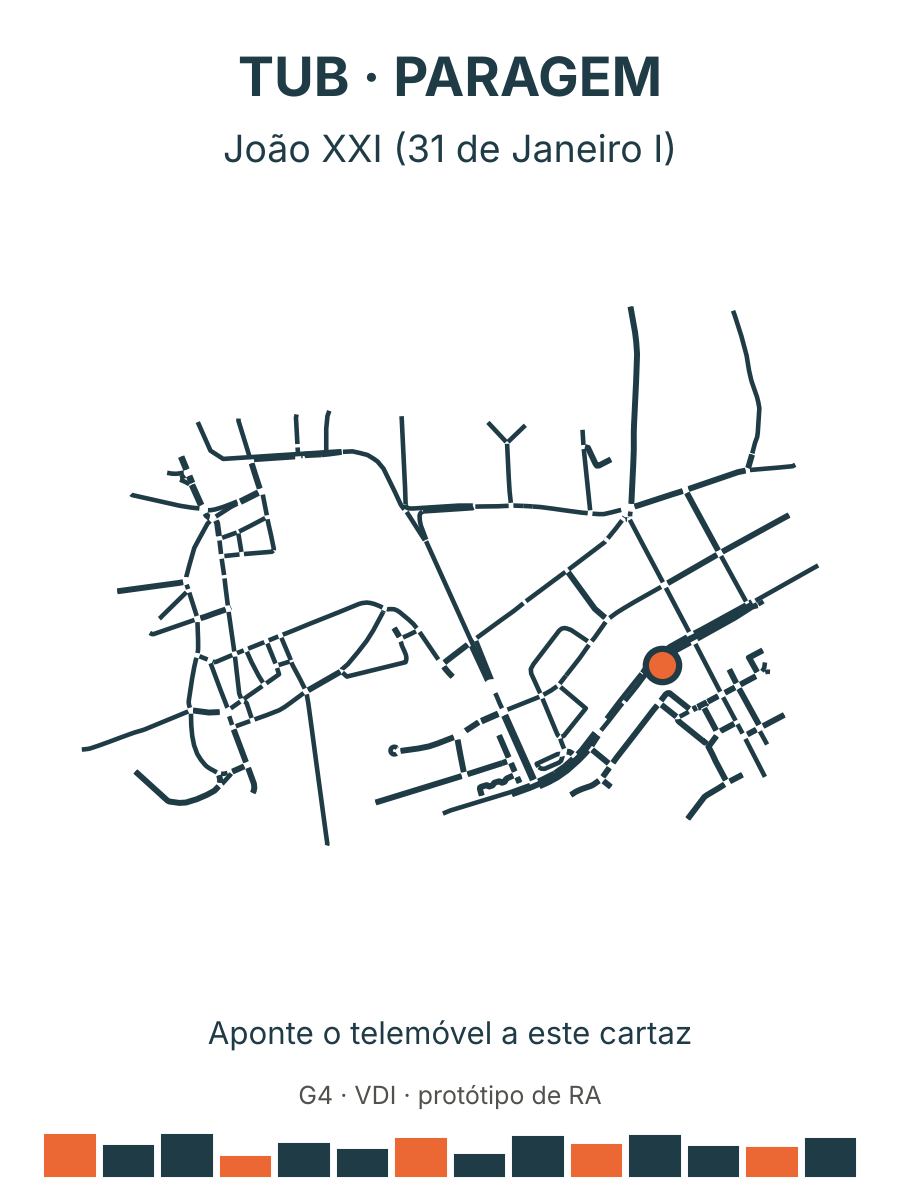 TUB · PARAGEM
João XXI (31 de Janeiro I)
Aponte o telemóvel a este cartaz
G4 · VDI · protótipo de RA